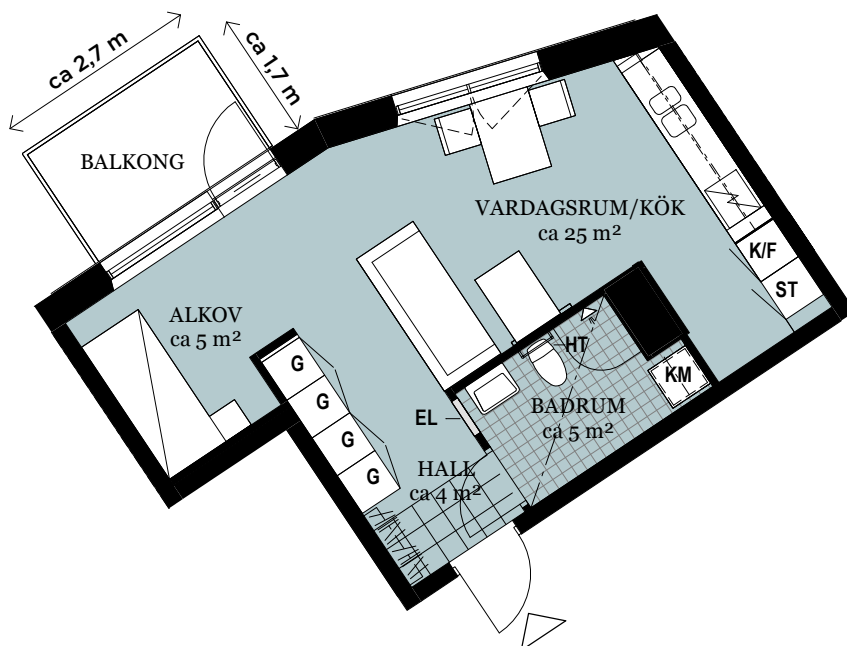 ca 2,7 m
ca 1,7 m
BALKONG
VARDAGSRUM/KÖK
ca 25 m²
K/F
ST
ALKOV
ca 5 m²
HT
G
KM
G
EL
BADRUM
ca 5 m²
G
HALL
G
ca 4 m²